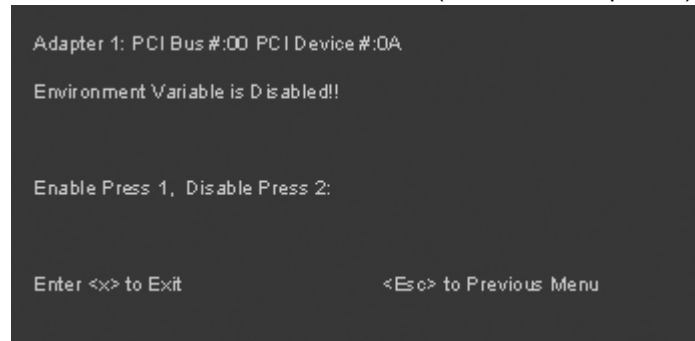 Adapter 1: PCI Bus #:00 PCI Device #:0A
Environment Variable is Disabled!!
Enable Press 1, Disable Press 2:
Enter <x> to Exit
<Esc> to Previous Menu